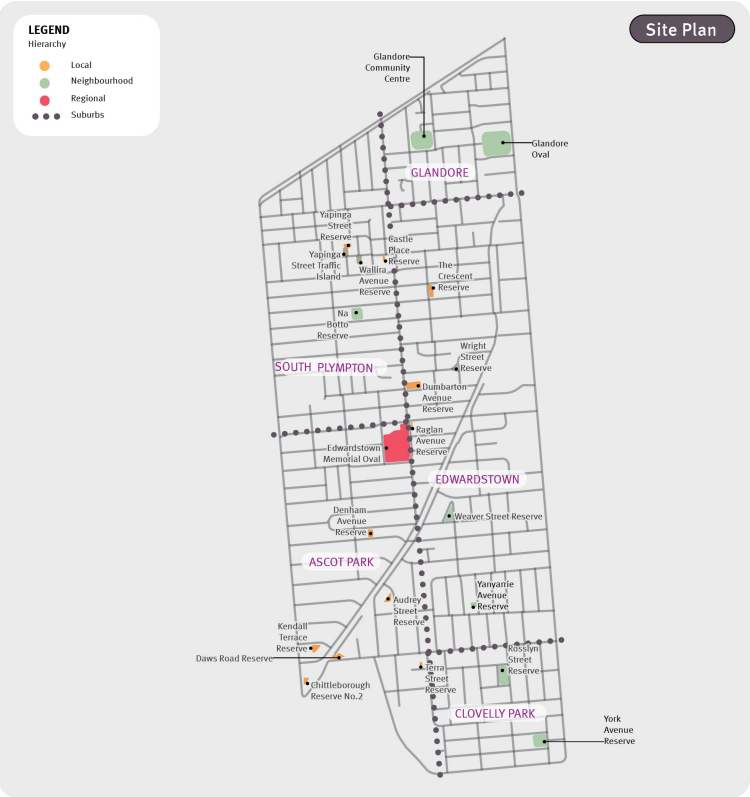 LEGEND
Hierarchy
Local
Neighbourhood
Regional
Suburbs
Site Plan
Glandore
Community
Centre
Glandore
Oval
GLANDORE
Yapinga
Street
Reserve
Yapinga
Street Traffic
Island
Castle
Place
Reserve
Wallira
Avenue
Reserve
The
Crescent
Reserve
Na
Botto
Reserve
Wright
Street
Reserve
SOUTH PLYMPTON
Dumbarton
Avenue
Reserve
Raglan
Avenue
Reserve
Edwardstown
Memorial Oval
EDWARDSTOWN
Denham
Avenue
Reserve
Weaver Street Reserve
ASCOT PARK
Yanyarrie
Avenue
Reserve
Audrey
Street
Reserve
Kendall
Terrace
Reserve
Daws Road Reserve
Rosslyn
Street
Reserve
Terra
Street
Reserve
Chittleborough
Reserve No.2
CLOVELLY PARK
York
Avenue
Reserve